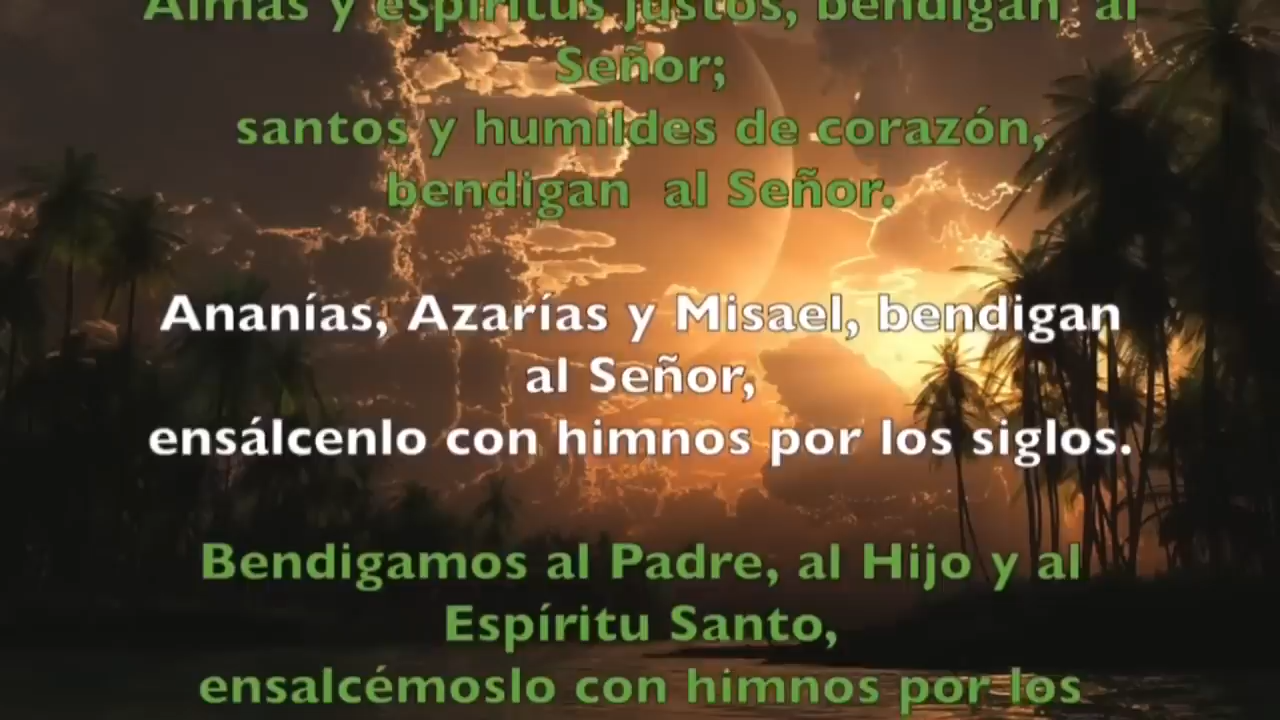 Almas y espíritus justos, bendigan al
Señor;
santos y humildes de corazón,
bendigan al Señor.
Ananías, Azarías y Misael, bendigan
al Señor,
ensálcenlo con himnos por los siglos.
Bendigamos al Padre, al Hijo y al
Espíritu Santo,
ensalcémoslo con himnos por los